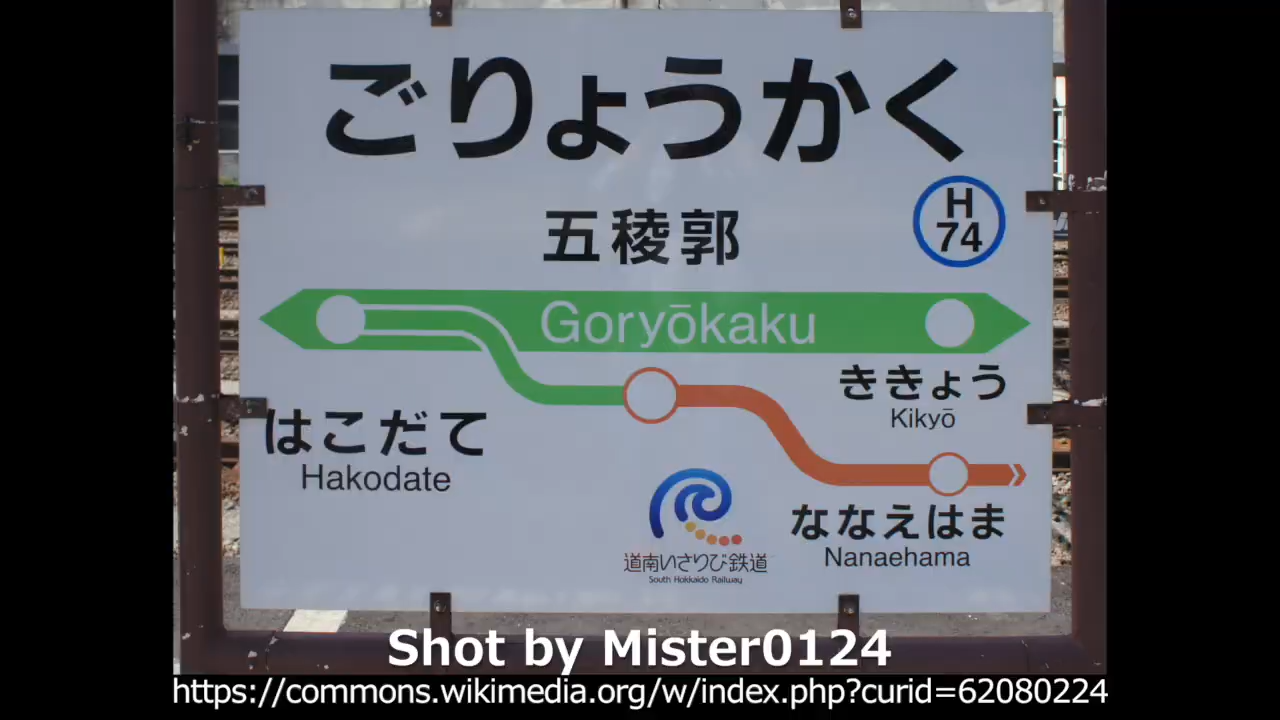 ごりょうかく
五稜郭
H
74
Goryōkaku
ききょう
Kikyō
はこだて
Hakodate
ななえはま
Nanaehama
道南いさりび鉄道
South Hokkaido Railway
Shot by Mister0124
https://commons.wikimedia.org/w/index.php?curid=62080224